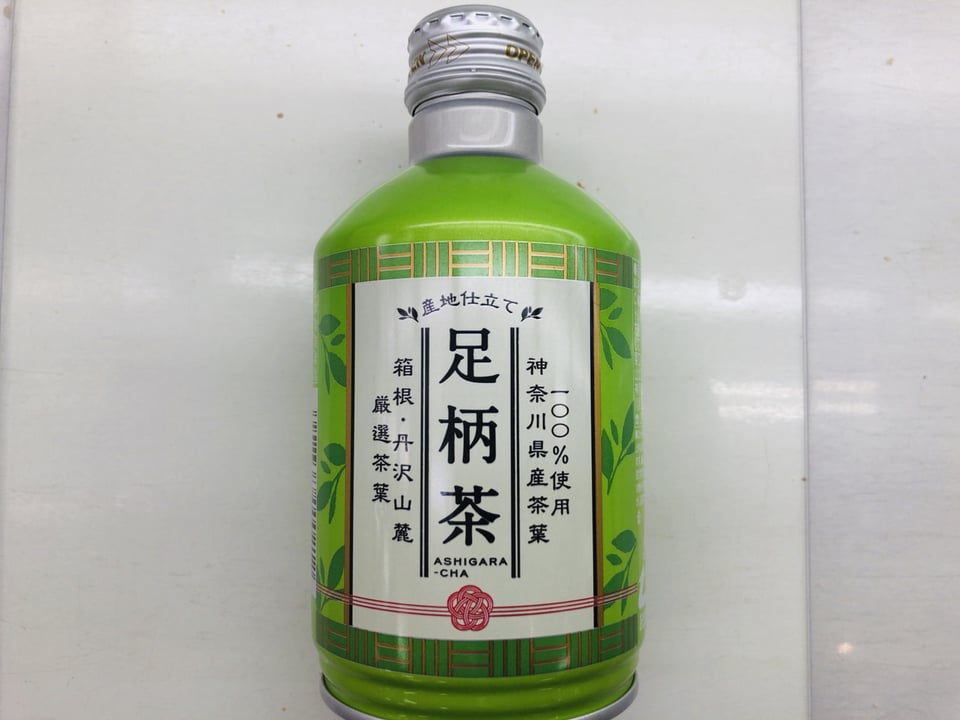 OPEN
産地仕立て
一〇〇%使用
神奈川県産茶葉
足柄茶
ASHIGARA
-CHA
箱根・丹沢山麓
厳選茶葉